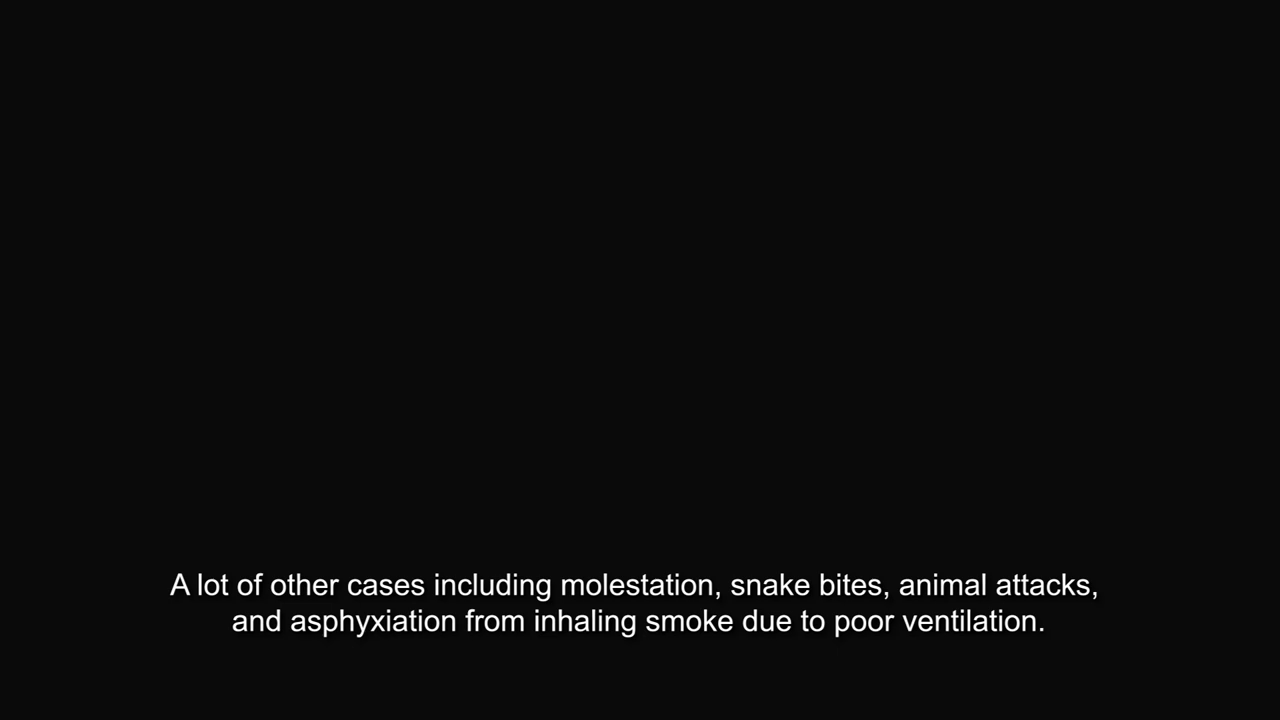 A lot of other cases including molestation, snake bites, animal attacks,
and asphyxiation from inhaling smoke due to poor ventilation.